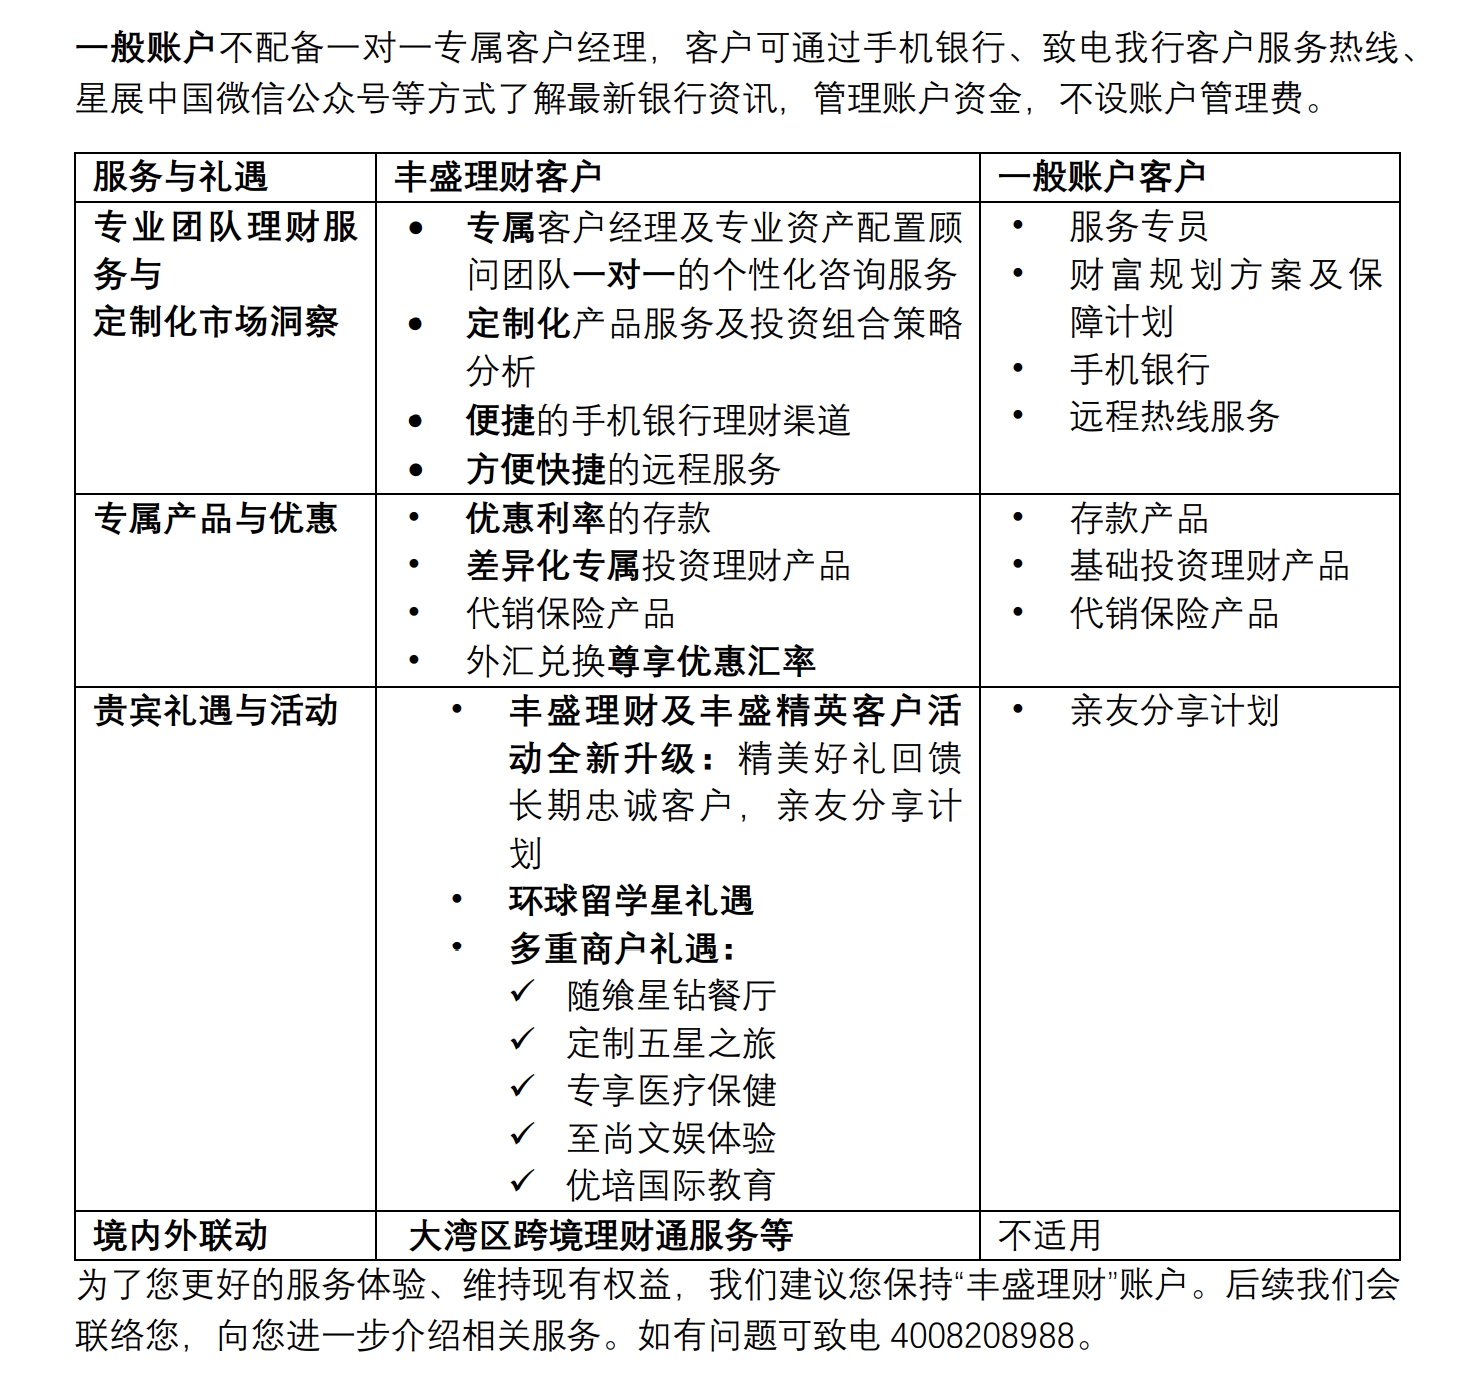 一般账户不配备一对一专属客户经理，客户可通过手机银行、致电我行客户服务热线、
星展中国微信公众号等方式了解最新银行资讯，管理账户资金，不设账户管理费。
服务与礼遇
丰盛理财客户
一般账户客户
专业团队理财服
务与
定制化市场洞察
● 专属客户经理及专业资产配置顾
问团队一对一的个性化咨询服务
● 定制化产品服务及投资组合策略
分析
● 便捷的手机银行理财渠道
● 方便快捷的远程服务
• 服务专员
• 财富规划方案及保
障计划
• 手机银行
• 远程热线服务
专属产品与优惠
• 优惠利率的存款
• 差异化专属投资理财产品
• 代销保险产品
• 外汇兑换尊享优惠汇率
• 存款产品
• 基础投资理财产品
• 代销保险产品
贵宾礼遇与活动
• 丰盛理财及丰盛精英客户活
动全新升级：精美好礼回馈
长期忠诚客户，亲友分享计
划
• 环球留学星礼遇
• 多重商户礼遇：
✓ 随飨星钻餐厅
✓ 定制五星之旅
✓ 专享医疗保健
✓ 至尚文娱体验
✓ 优培国际教育
• 亲友分享计划
境内外联动
大湾区跨境理财通服务等
不适用
为了您更好的服务体验、维持现有权益，我们建议您保持“丰盛理财”账户。后续我们会
联络您，向您进一步介绍相关服务。如有问题可致电 4008208988。